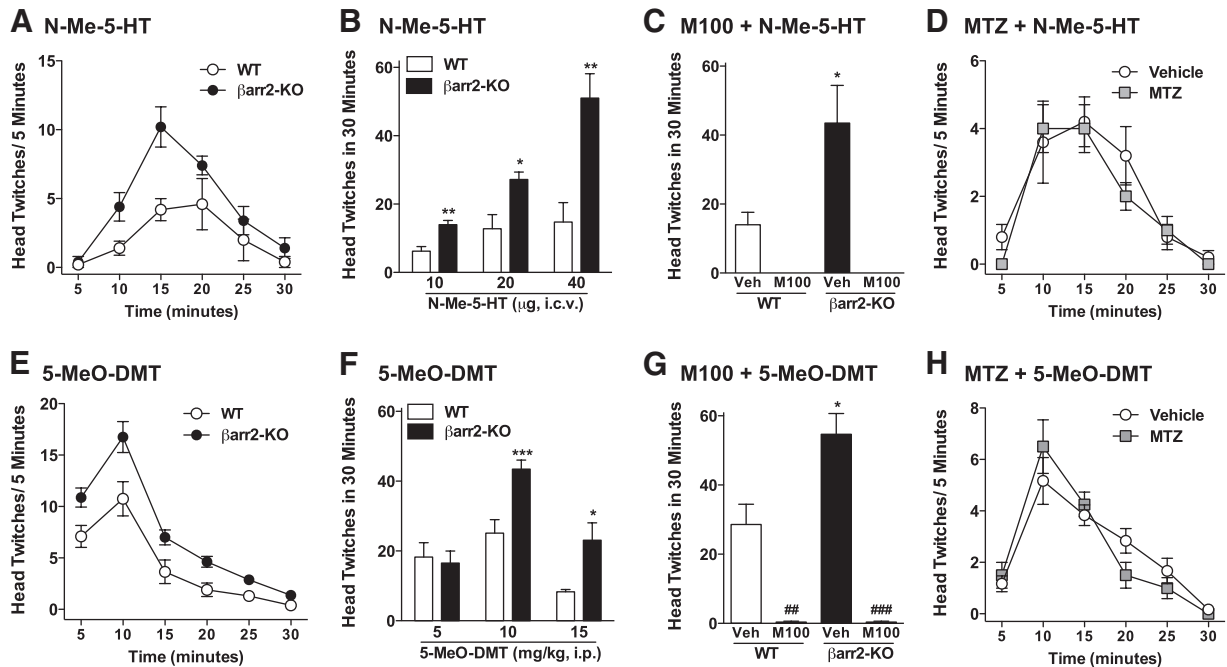 A N-Me-5-HT
Head Twitches/ 5 Minutes
15
10
5
0
WT
βarr2-KO
5 10 15 20 25 30
Time (minutes)
B N-Me-5-HT
Head Twitches in 30 Minutes
60
40
20
0
WT
βarr2-KO
** * **
10 20 40
N-Me-5-HT (μg, i.c.v.)
C M100 + N-Me-5-HT
Head Twitches in 30 Minutes
60
40
20
0
*
Veh M100 Veh M100
WT βarr2-KO
D MTZ + N-Me-5-HT
Head Twitches/ 5 Minutes
6
4
2
0
Vehicle
MTZ
5 10 15 20 25 30
Time (minutes)
E 5-MeO-DMT
Head Twitches/ 5 Minutes
20
15
10
5
0
WT
βarr2-KO
5 10 15 20 25 30
Time (minutes)
F 5-MeO-DMT
Head Twitches in 30 Minutes
60
40
20
0
WT
βarr2-KO
*** *
5 10 15
5-MeO-DMT (mg/kg, i.p.)
G M100 + 5-MeO-DMT
Head Twitches in 30 Minutes
60
40
20
0
*
## ###
Veh M100 Veh M100
WT βarr2-KO
H MTZ + 5-MeO-DMT
Head Twitches/ 5 Minutes
8
6
4
2
0
Vehicle
MTZ
5 10 15 20 25 30
Time (minutes)